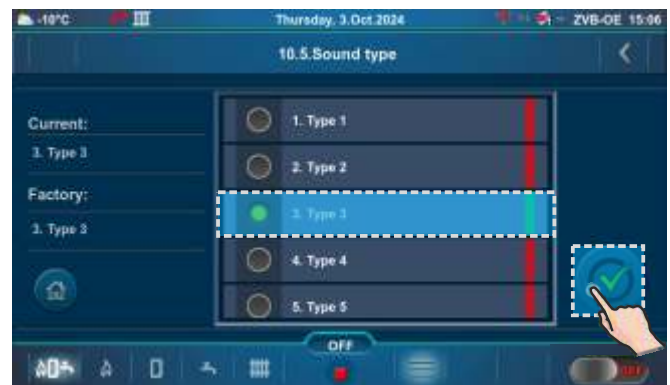 -10°C Thursday, 3.Oct.2024 ZVB-OE 15:06
10.5.Sound type
Current:
3. Type 3
Factory:
3. Type 3
1. Type 1
2. Type 2
3. Type 3
4. Type 4
5. Type 5
OFF
OFF